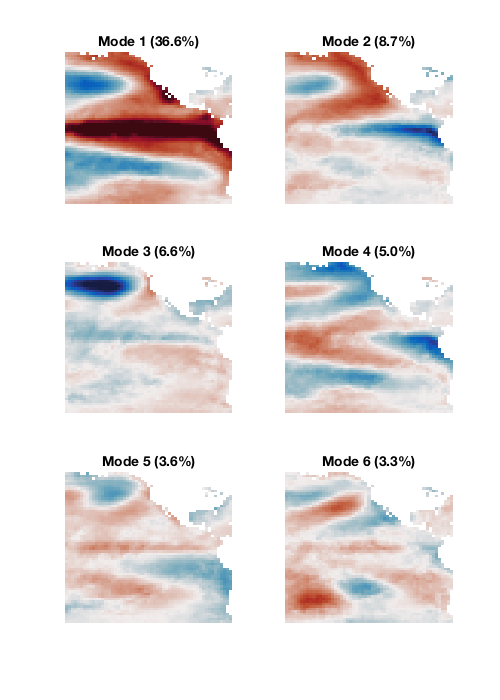 Mode 1 (36.6%)
Mode 2 (8.7%)
Mode 3 (6.6%)
Mode 4 (5.0%)
Mode 5 (3.6%)
Mode 6 (3.3%)